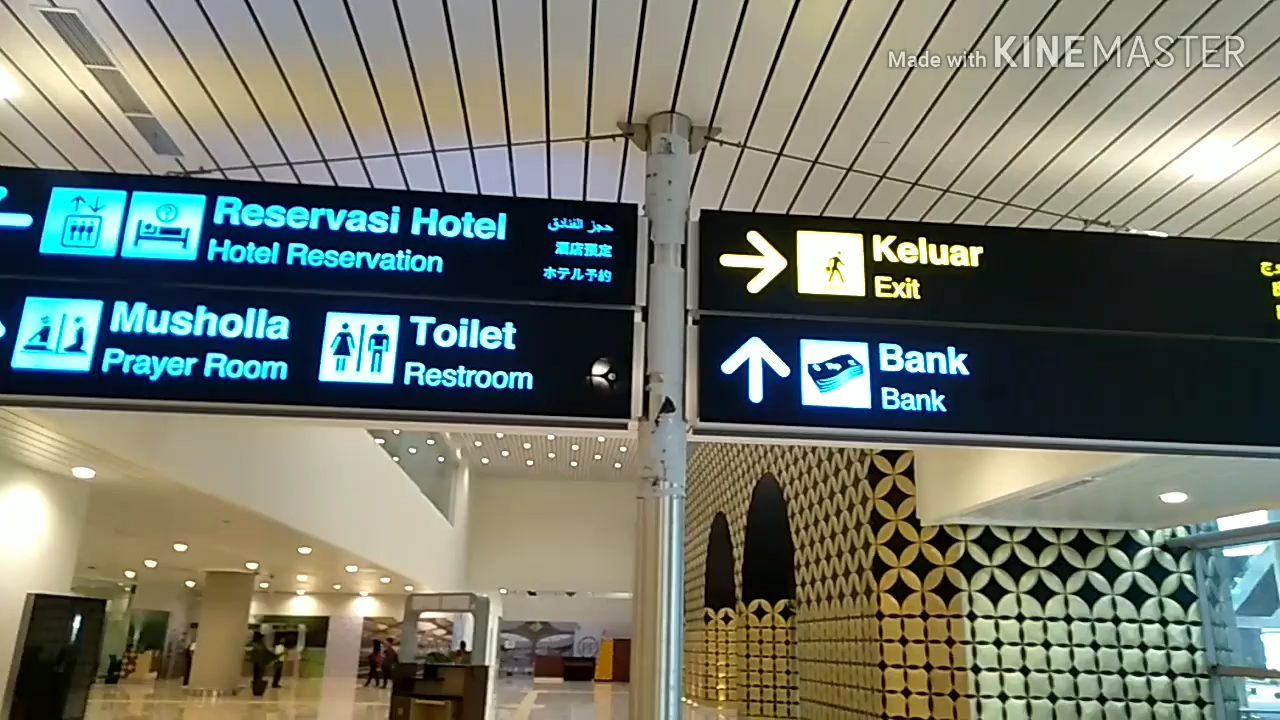 Made with KINEMASTER
Reservasi Hotel
Hotel Reservation
حجز الفنادق
酒店预定
ホテル予約
Musholla
Prayer Room
Toilet
Restroom
Keluar
Exit
Bank
Bank